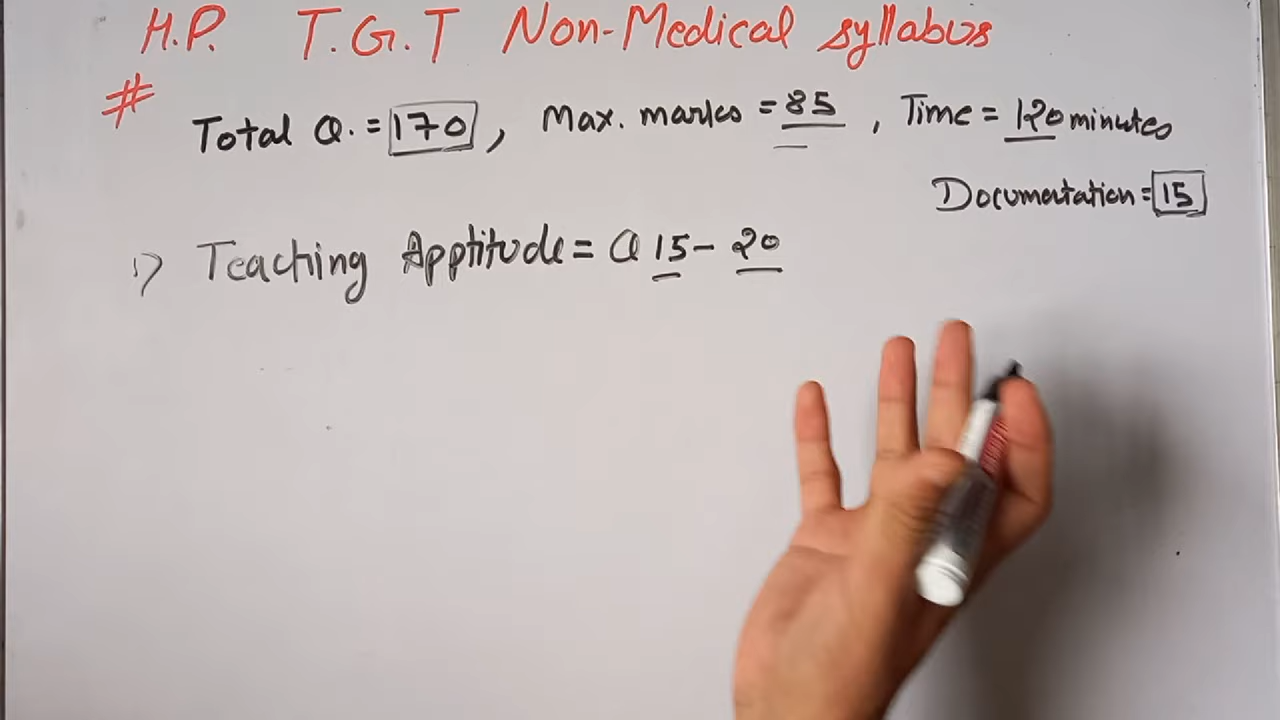 H.P. T.G.T Non-Medical syllabus
# Total Q. = 170, Max. marks = 85, Time = 120 minutes
Documentation = 15
1) Teaching Apptitude = Q 15 - 20